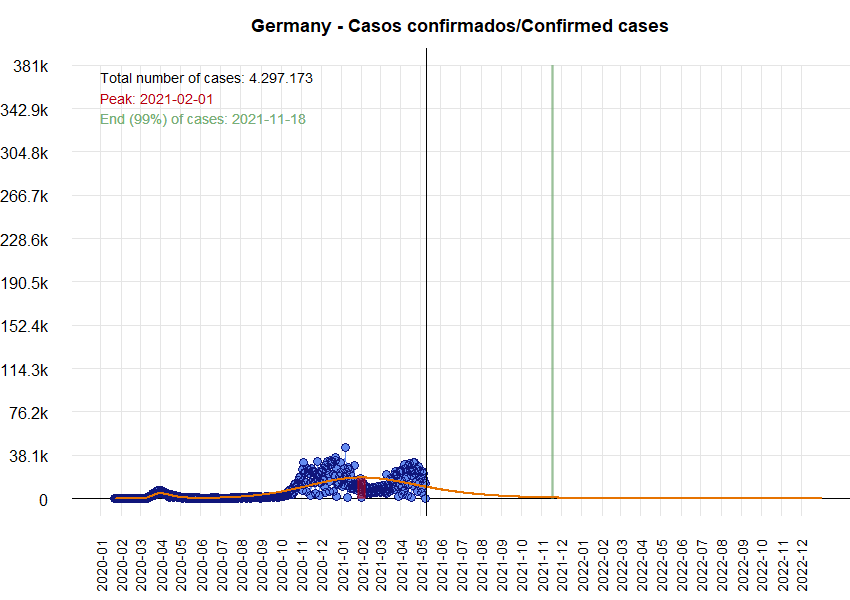 Germany - Casos confirmados/Confirmed cases
381k
Total number of cases: 4.297.173
Peak: 2021-02-01
342.9k
End (99%) of cases: 2021-11-18
304.8k
266.7k
228.6k
190.5k
152.4k
114.3k
76.2k
38.1k
0
2020-01
2020-02
2020-03
2020-04
2020-05
2020-06
2020-07
2020-08
2020-09
2020-10
2020-11
2020-12
2021-01
2021-02
2021-03
2021-04
2021-05
2021-06
2021-07
2021-08
2021-09
2021-10
2021-11
2021-12
2022-01
2022-02
2022-03
2022-04
2022-05
2022-06
2022-07
2022-08
2022-09
2022-10
2022-11
2022-12